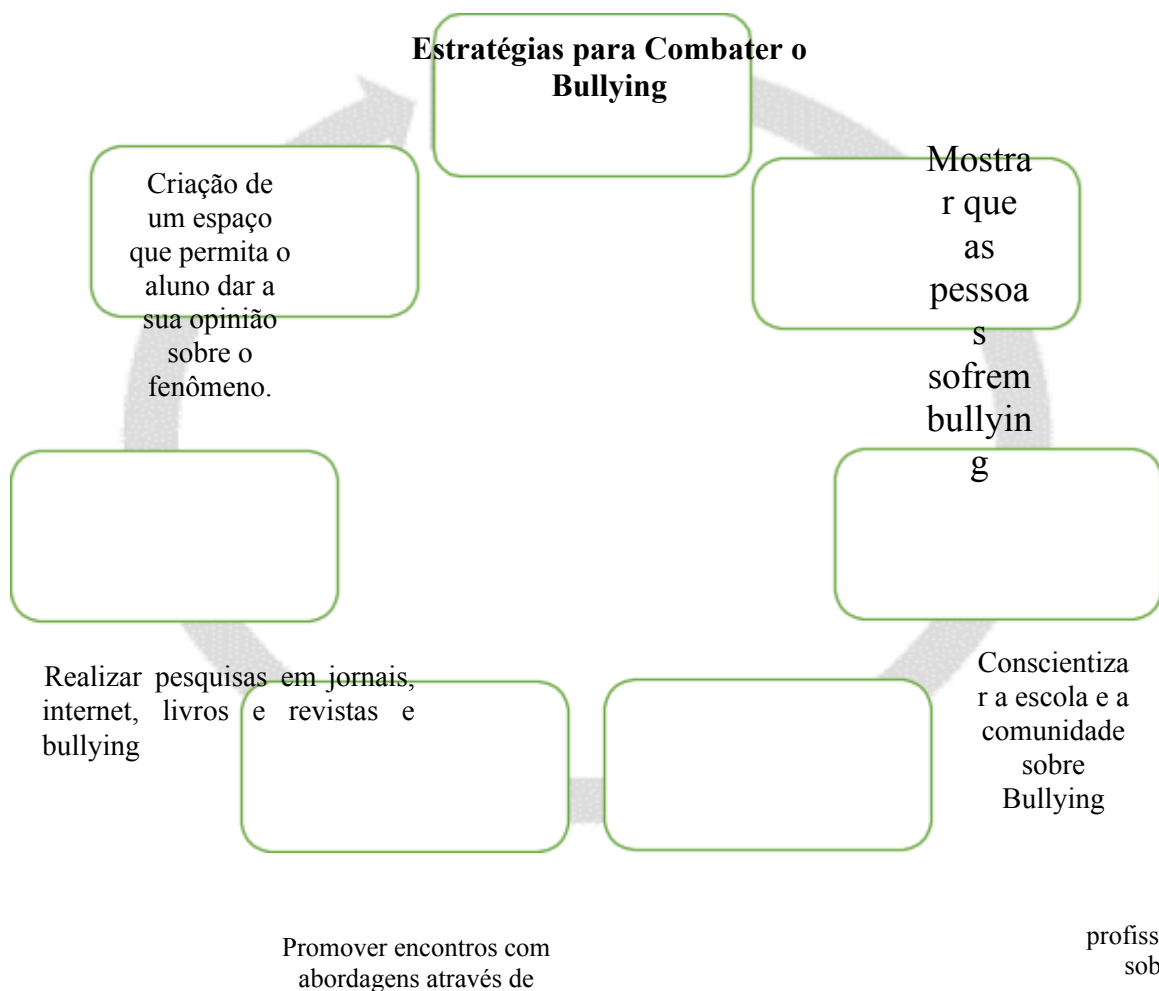 Estratégias para Combater o
Bullying
Mostra
r que
as
pessoa
s
sofrem
bullyin
g
Criação de
um espaço
que permita o
aluno dar a
sua opinião
sobre o
fenômeno.
Conscientiza
r a escola e a
comunidade
sobre
Bullying
Realizar pesquisas em jornais,
internet, livros e revistas e
bullying
Promover encontros com
abordagens através de